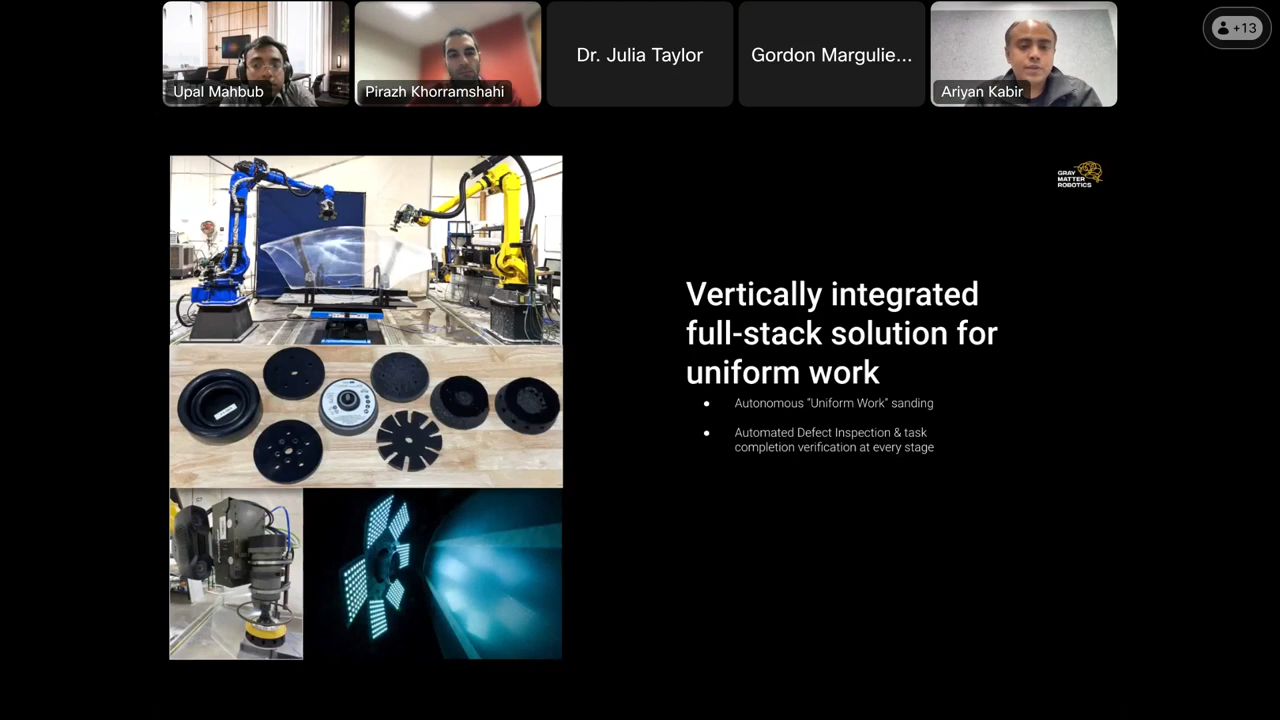 Upal Mahbub
Pirazh Khorramshahi
Dr. Julia Taylor
Gordon Margulie...
Ariyan Kabir
+13
GRAY
MATTER
ROBOTICS
Vertically integrated
full-stack solution for
uniform work
● Autonomous “Uniform Work” sanding
● Automated Defect Inspection & task
completion verification at every stage